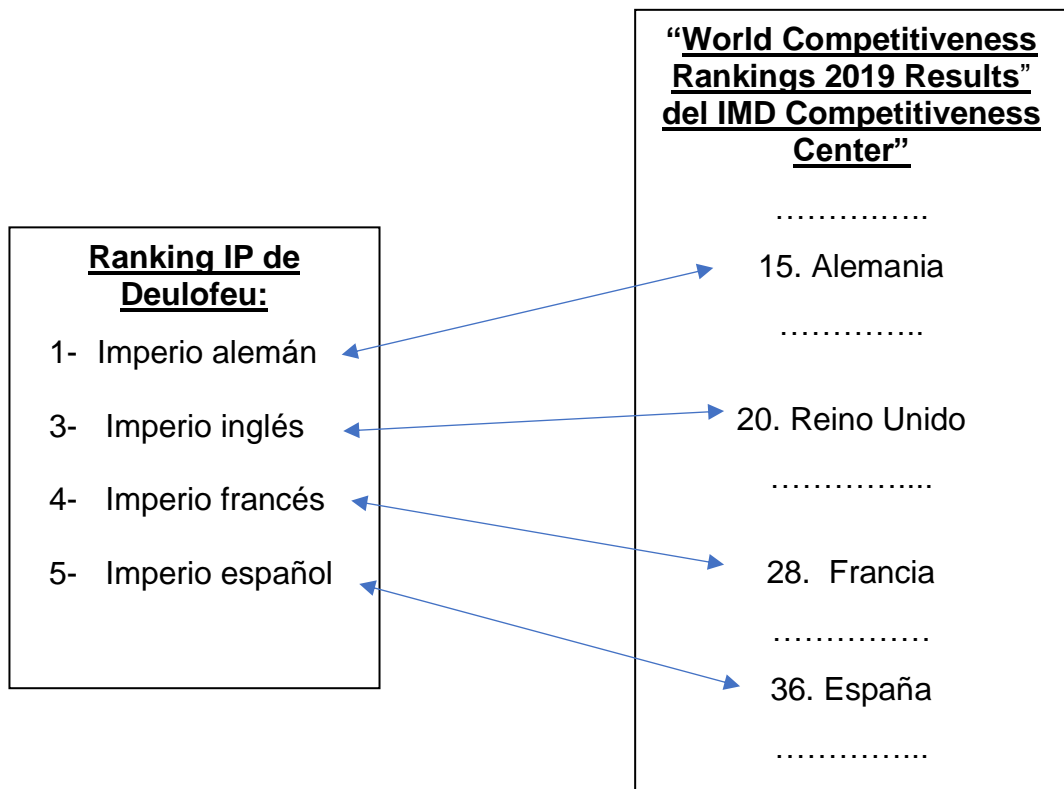 “World Competitiveness
Rankings 2019 Results”
del IMD Competitiveness
Center”
……….…..
15. Alemania
…………..
20. Reino Unido
…………...
28. Francia
……………
36. España
…………...
Ranking IP de
Deulofeu:
1- Imperio alemán
3- Imperio inglés
4- Imperio francés
5- Imperio español